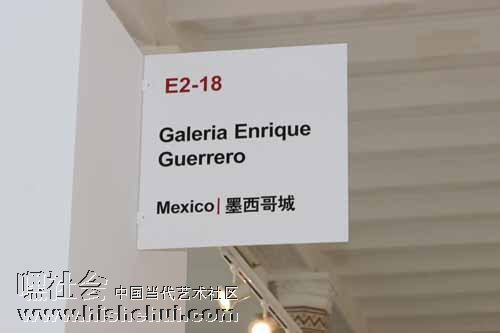 E2-18
Galeria Enrique
Guerrero
Mexico| 墨西哥城
嘿社会 中国当代艺术社区
www.hishehui.com